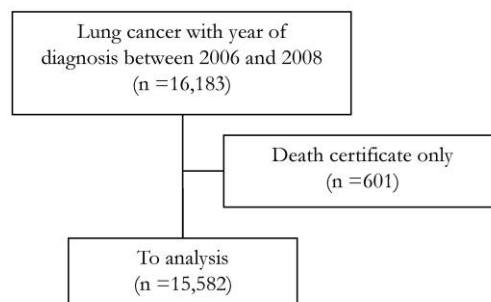 Lung cancer with year of
diagnosis between 2006 and 2008
(n =16,183)
Death certificate only
(n =601)
To analysis
(n =15,582)